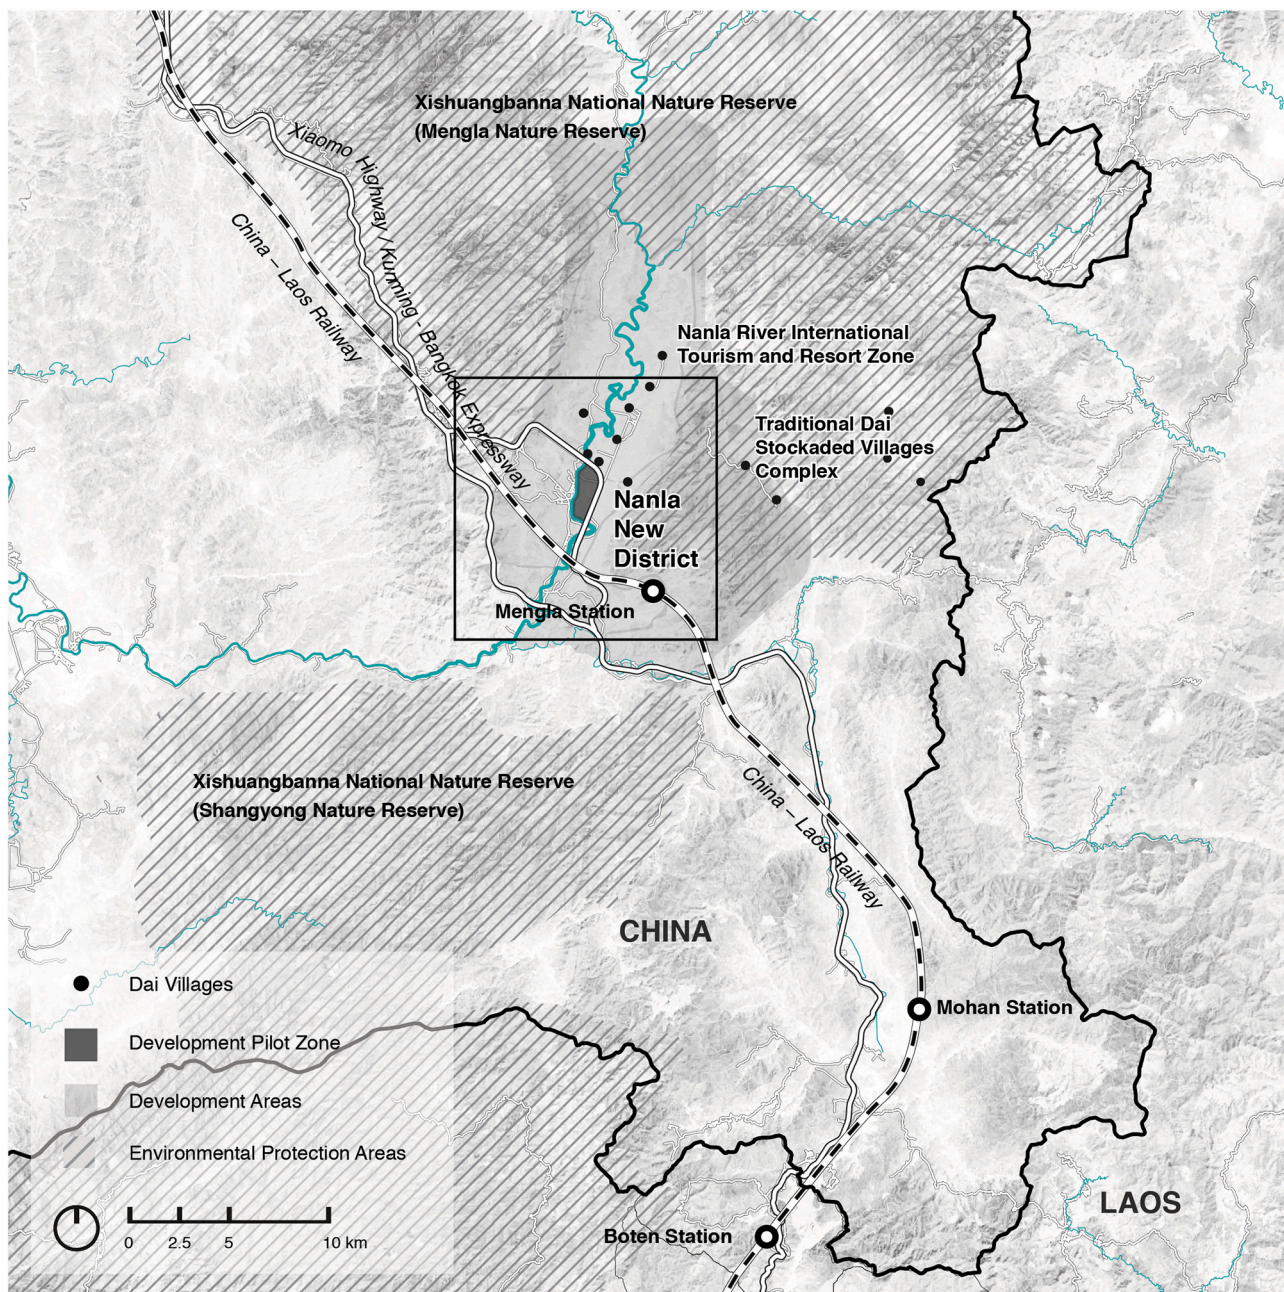 Xishuangbanna National Nature Reserve
(Mengla Nature Reserve)
Xiaomo Highway / Kunming - Bangkok Expressway
China – Laos Railway
Nanla River International
Tourism and Resort Zone
Traditional Dai
Stockaded Villages
Complex
Nanla
New
District
Mengla Station
Xishuangbanna National Nature Reserve
(Shangyong Nature Reserve)
China – Laos Railway
CHINA
Mohan Station
LAOS
Boten Station
Dai Villages
Development Pilot Zone
Development Areas
Environmental Protection Areas
0 2.5 5 10 km